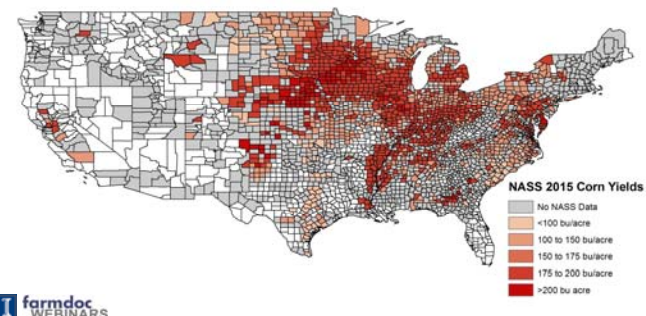 NASS 2015 Corn Yields
No NASS Data
<100 bu/acre
100 to 150 bu/acre
150 to 175 bu/acre
175 to 200 bu/acre
>200 bu acre
I farmdoc
WEBINARS